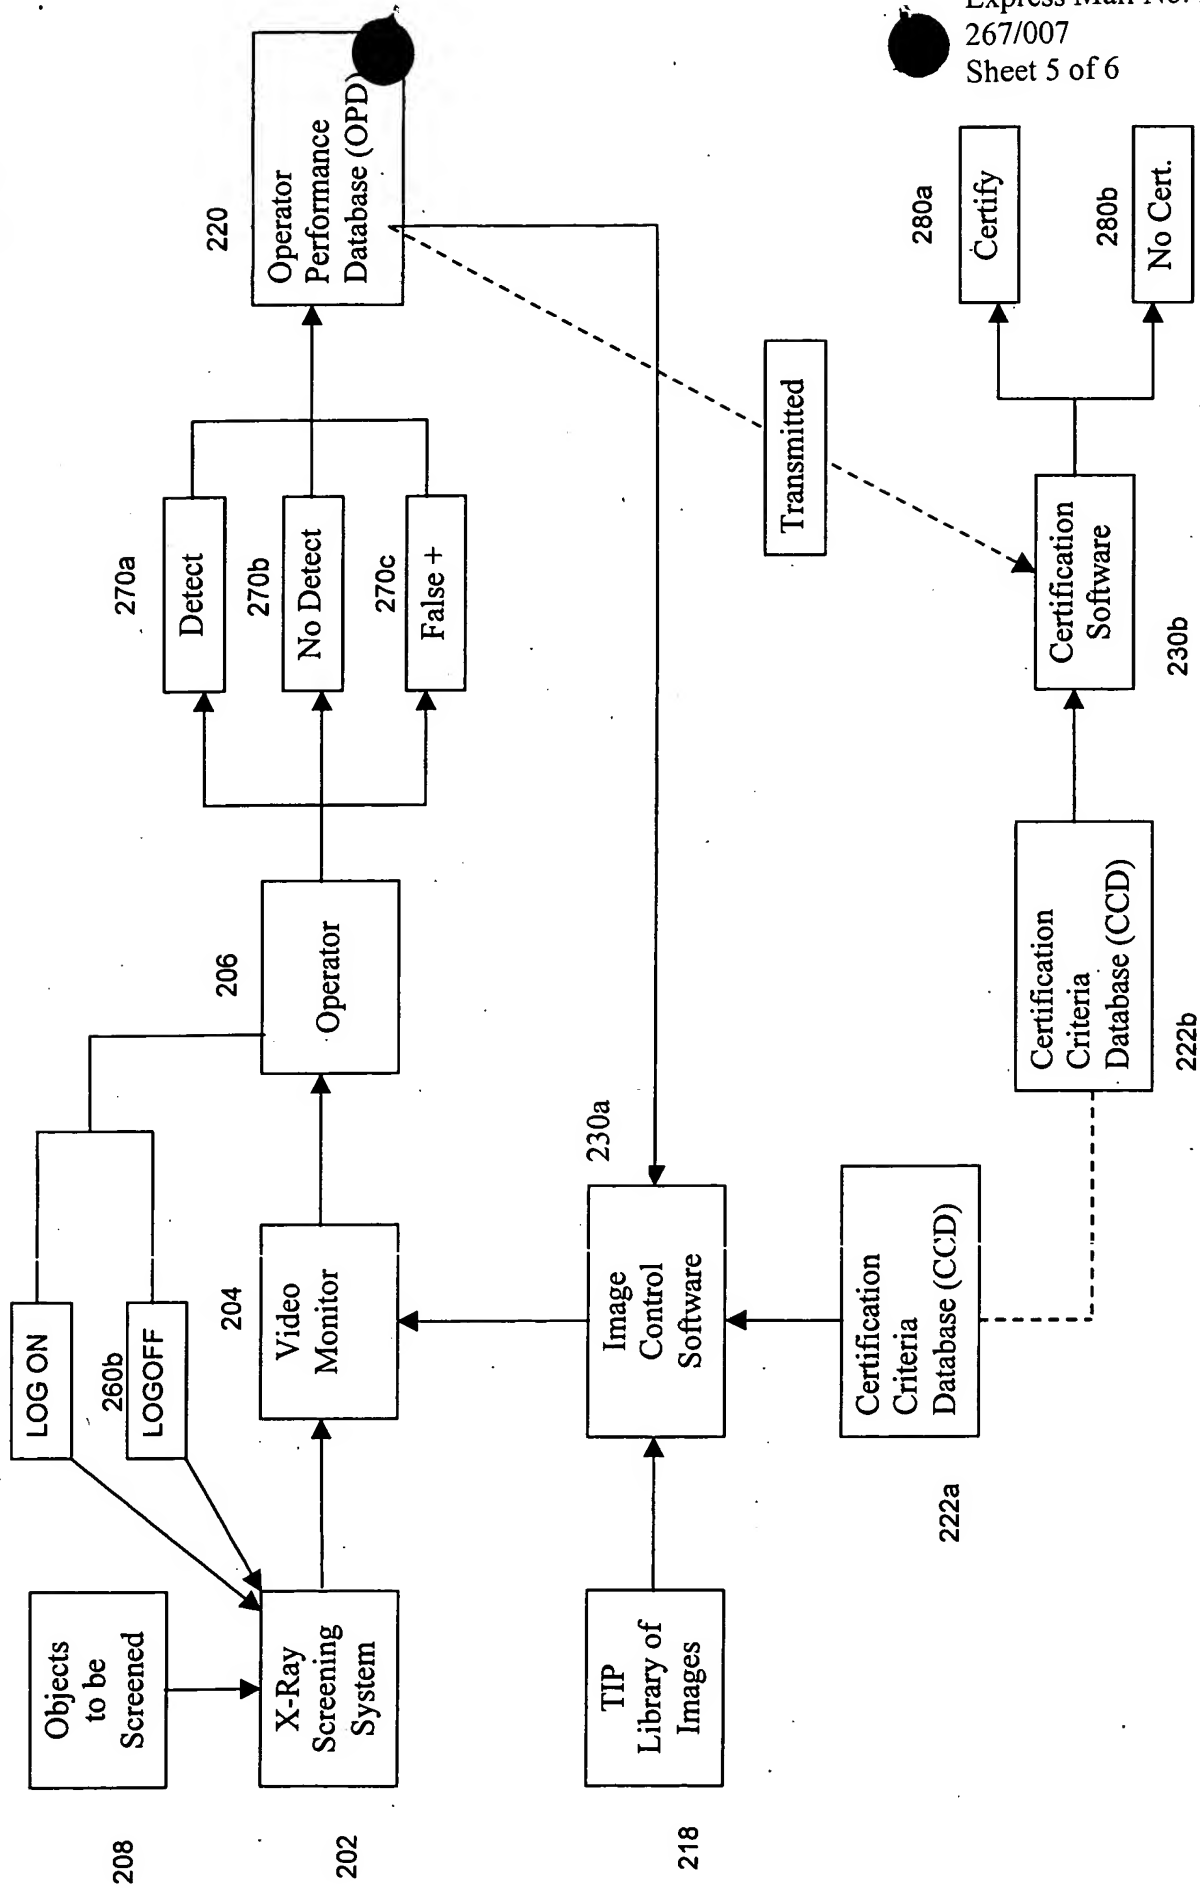 Express Mail No.
267/007
Sheet 5 of 6
208
Objects
to be
Screened
LOG ON
260b
LOGOFF
202
X-Ray
Screening
System
204
Video
Monitor
206
Operator
270a
Detect
270b
No Detect
270c
False +
220
Operator
Performance
Database (OPD)
218
TIP
Library of
Images
230a
Image
Control
Software
Transmitted
222a
Certification
Criteria
Database (CCD)
222b
Certification
Criteria
Database (CCD)
230b
Certification
Software
280a
Certify
280b
No Cert.